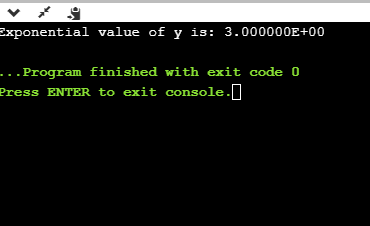 Exponential value of y is: 3.000000E+00
...Program finished with exit code 0
Press ENTER to exit console.